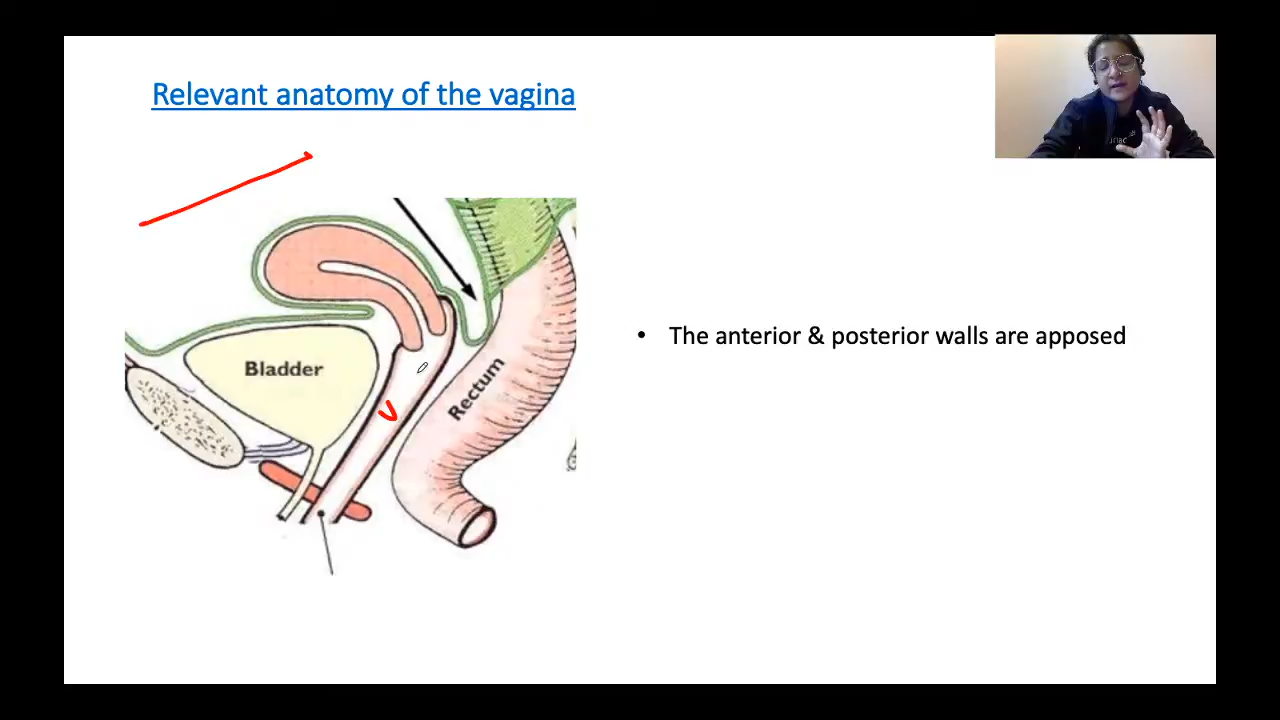 Relevant anatomy of the vagina
Bladder
Rectum
V
• The anterior & posterior walls are apposed